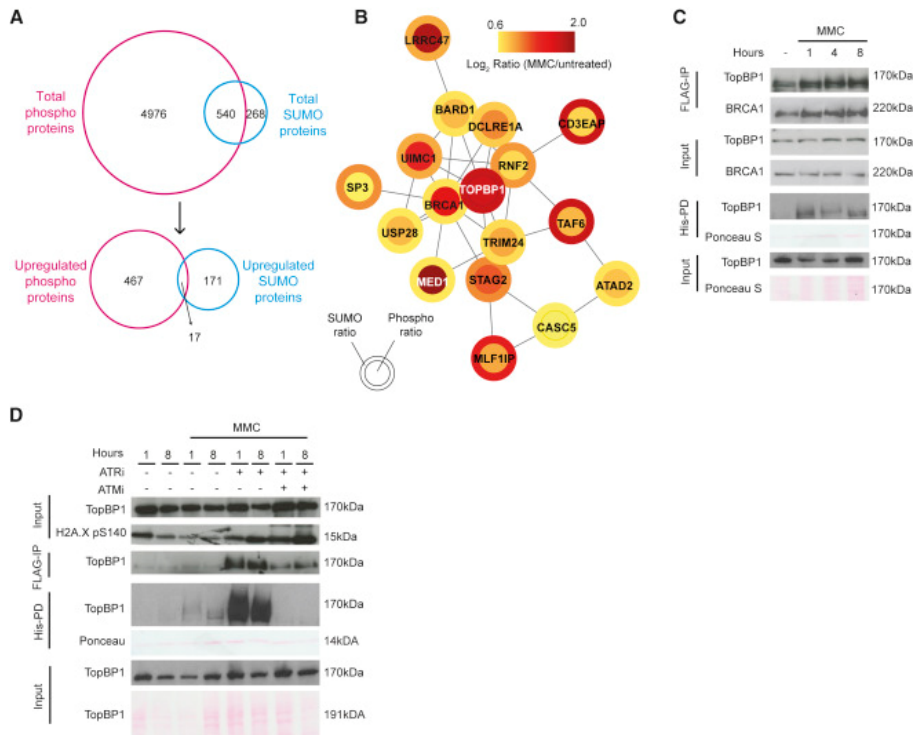 A
Total
phospho
proteins
4976
540
268
Total
SUMO
proteins
Upregulated
phospho
proteins
467
171
Upregulated
SUMO
proteins
17
B
0.6
2.0
Log2 Ratio (MMC/untreated)
LRRC47
BARD1
DCLRE1A
CD3EAP
UIMC1
RNF2
TOPBP1
SP3
BRCA1
USP28
TRIM24
TAF6
MED1
STAG2
ATAD2
CASC5
MLF1IP
SUMO
ratio
Phospho
ratio
C
MMC
Hours - 1 4 8
FLAG-IP
TopBP1 170kDa
BRCA1 220kDa
Input
TopBP1 170kDa
BRCA1 220kDa
His-PD
TopBP1 170kDa
Ponceau S 170kDa
Input
TopBP1 170kDa
Ponceau S 170kDa
D
MMC
Hours 1 8 1 8 1 8 1 8
ATRi - - - - + + + +
ATMi - - - - - - + +
Input
TopBP1 170kDa
H2A.X pS140 15kDa
FLAG-IP
TopBP1 170kDa
His-PD
TopBP1 170kDa
Ponceau 14kDA
Input
TopBP1 170kDa
TopBP1 191kDA